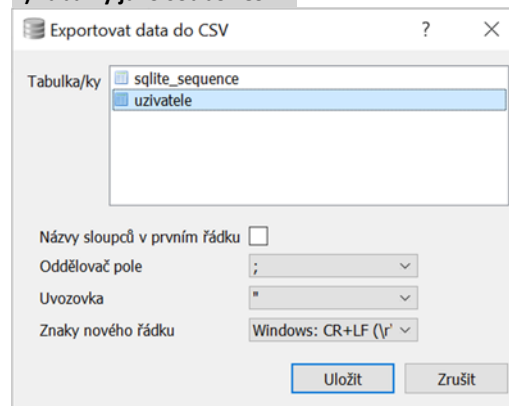 Exportovat data do CSV ? ×
Tabulka/ky sqlite_sequence
uzivatele
Názvy sloupců v prvním řádku
Oddělovač pole ;
Uvozovka "
Znaky nového řádku Windows: CR+LF (\r'
Uložit Zrušit